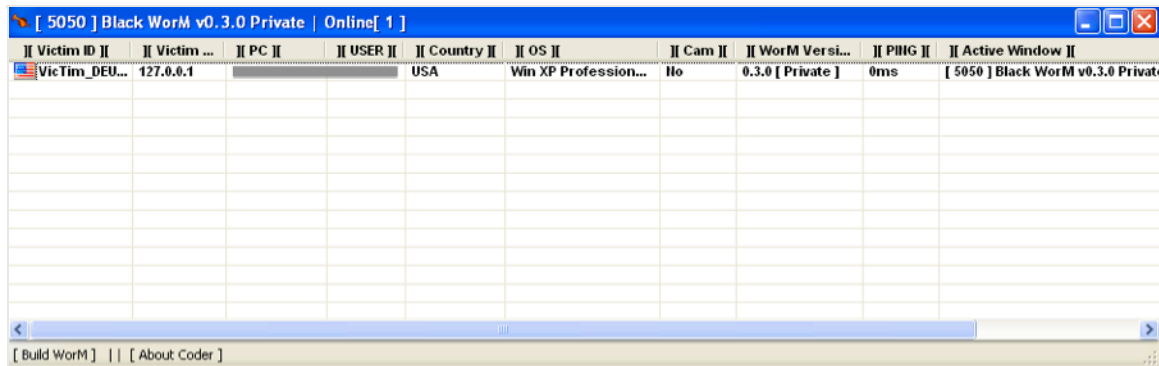 [ 5050 ] Black WorM v0.3.0 Private | Online[ 1 ]
][ Victim ID ][ ][ Victim ... ][ PC ][ ][ USER ][ ][ Country ][ ][ OS ][ ][ Cam ][ ][ WorM Versi... ][ PING ][ ][ Active Window ][
VicTim_DEU... 127.0.0.1 USA Win XP Profession... No 0.3.0 [ Private ] 0ms [ 5050 ] Black WorM v0.3.0 Private
[ Build WorM ] || [ About Coder ]